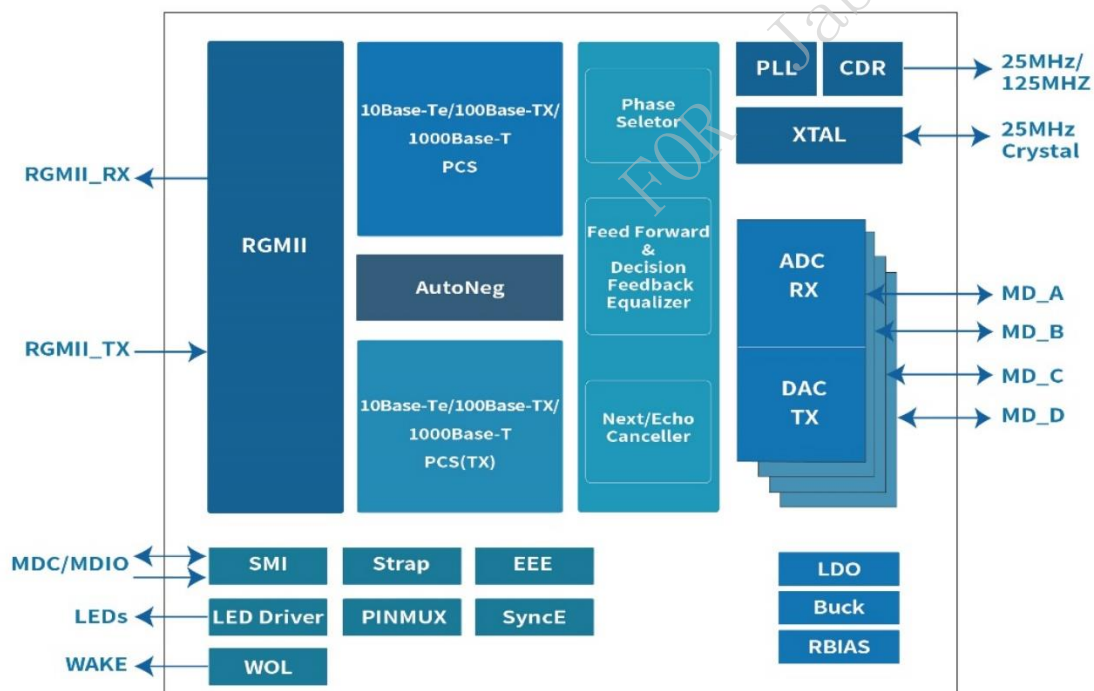 RGMII_RX
RGMII_TX
MDC/MDIO
LEDs
WAKE
RGMII
10Base-Te/100Base-TX/
1000Base-T
PCS
AutoNeg
10Base-Te/100Base-TX/
1000Base-T
PCS(TX)
Phase
Seletor
Feed Forward
&
Decision
Feedback
Equalizer
Next/Echo
Canceller
PLL
CDR
XTAL
25MHz/
125MHZ
25MHz
Crystal
ADC
RX
DAC
TX
MD_A
MD_B
MD_C
MD_D
SMI
Strap
EEE
LED Driver
PINMUX
SyncE
WOL
LDO
Buck
RBIAS
FOR